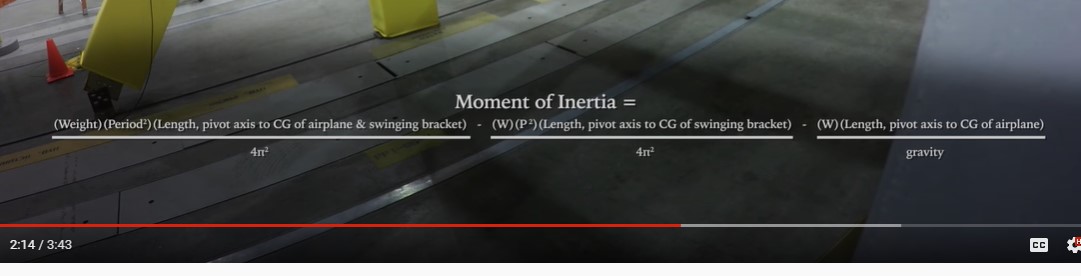 Moment of Inertia =
(Weight)(Period²)(Length, pivot axis to CG of airplane & swinging bracket) - (W)(P²)(Length, pivot axis to CG of swinging bracket) - (W)(Length, pivot axis to CG of airplane)
4π² 4π² gravity
2:14 / 3:43
CC